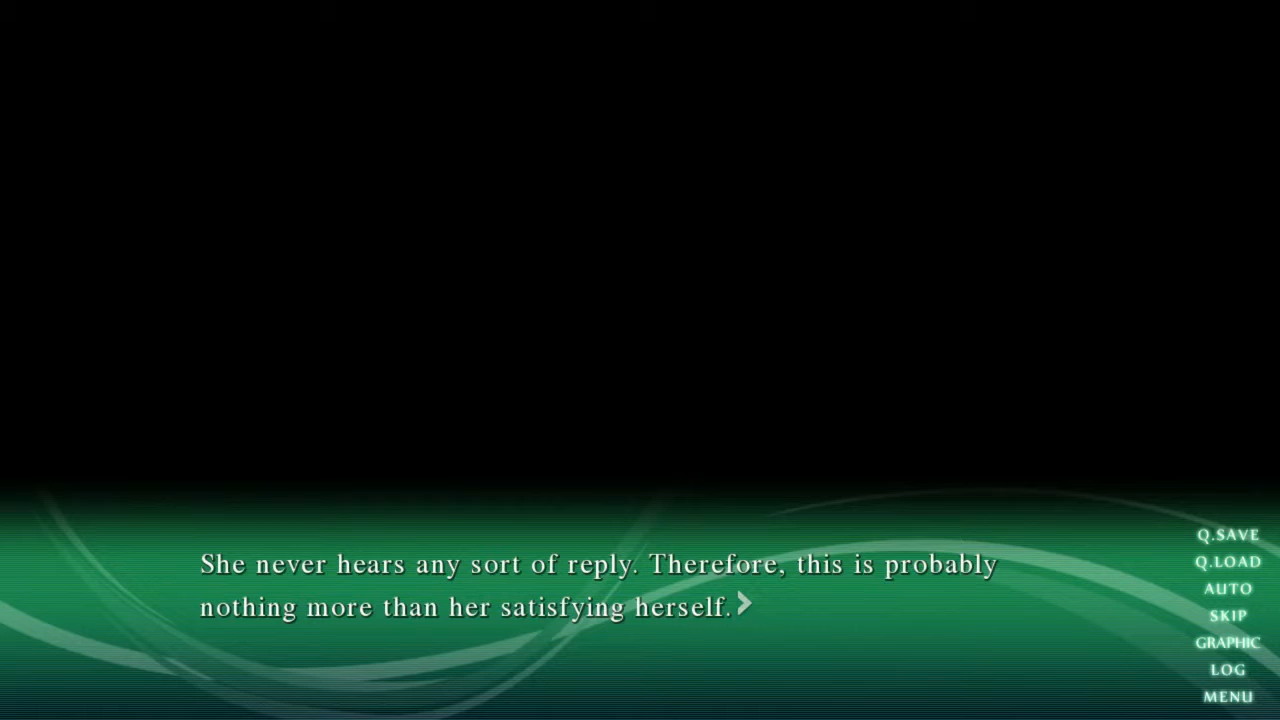 She never hears any sort of reply. Therefore, this is probably
nothing more than her satisfying herself.
Q.SAVE
Q.LOAD
AUTO
SKIP
GRAPHIC
LOG
MENU